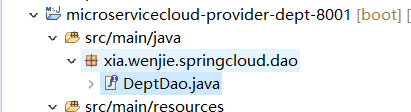 microservicecloud-provider-dept-8001 [boot]
src/main/java
xia.wenjie.springcloud.dao
DeptDao.java
src/main/resources